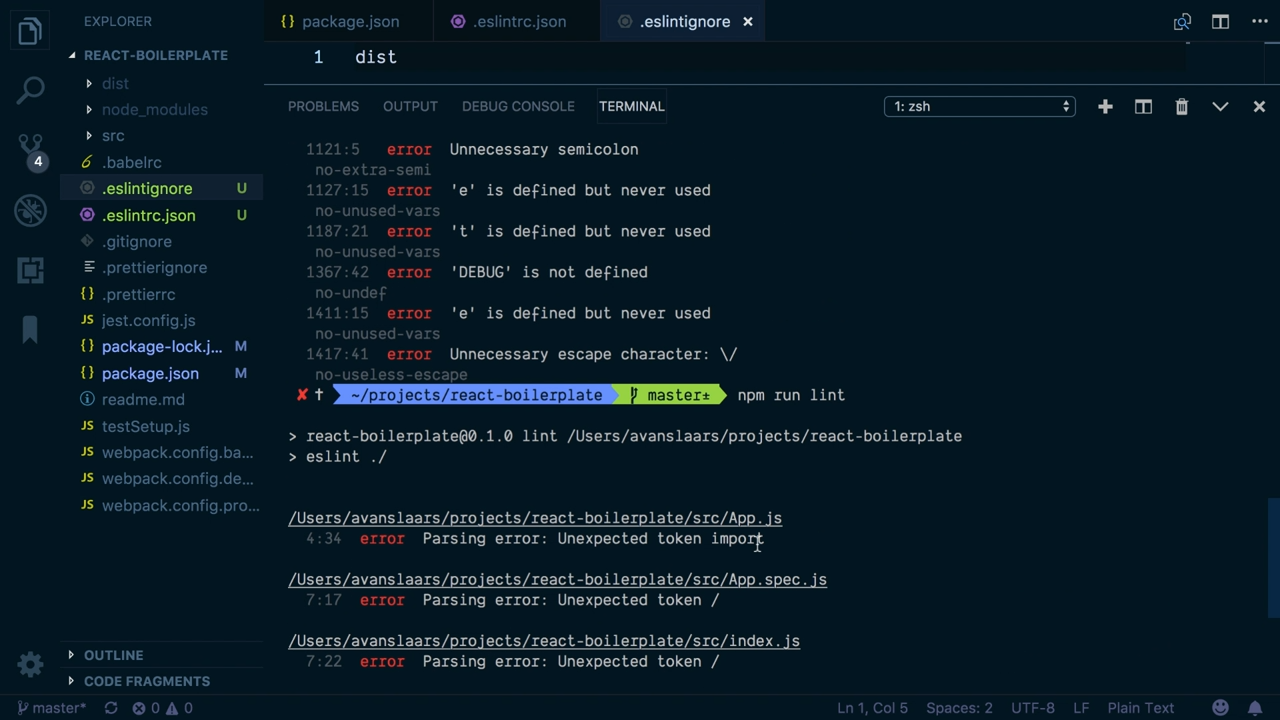 EXPLORER
REACT-BOILERPLATE
dist
node_modules
src
.babelrc
.eslintignore U
.eslintrc.json U
.gitignore
.prettierignore
{} .prettierrc
JS jest.config.js
{} package-lock.j... M
{} package.json M
readme.md
JS testSetup.js
JS webpack.config.ba...
JS webpack.config.de...
JS webpack.config.pro...
OUTLINE
CODE FRAGMENTS
4
{} package.json
.eslintrc.json
.eslintignore ×
1 dist
PROBLEMS OUTPUT DEBUG CONSOLE TERMINAL 1: zsh
1121:5 error Unnecessary semicolon
no-extra-semi
1127:15 error 'e' is defined but never used
no-unused-vars
1187:21 error 't' is defined but never used
no-unused-vars
1367:42 error 'DEBUG' is not defined
no-undef
1411:15 error 'e' is defined but never used
no-unused-vars
1417:41 error Unnecessary escape character: \/
no-useless-escape
✘ † ~/projects/react-boilerplate master± npm run lint
> react-boilerplate@0.1.0 lint /Users/avanslaars/projects/react-boilerplate
> eslint ./
/Users/avanslaars/projects/react-boilerplate/src/App.js
4:34 error Parsing error: Unexpected token import
/Users/avanslaars/projects/react-boilerplate/src/App.spec.js
7:17 error Parsing error: Unexpected token /
/Users/avanslaars/projects/react-boilerplate/src/index.js
7:22 error Parsing error: Unexpected token /
master* 0 0 Ln 1, Col 5 Spaces: 2 UTF-8 LF Plain Text